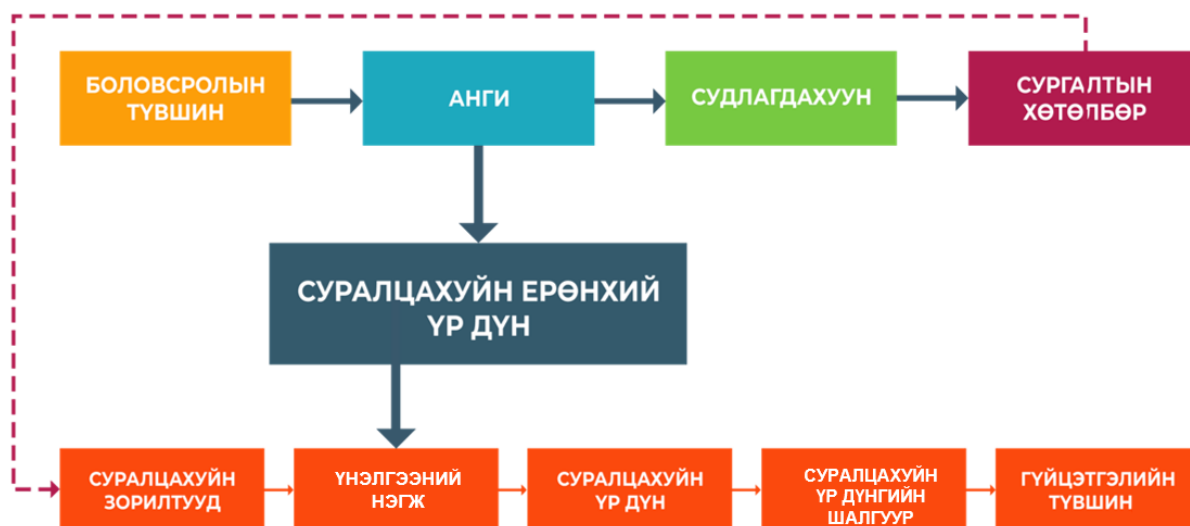 БОЛОВСРОЛЫН
ТҮВШИН
АНГИ
СУДЛАГДАХУУН
СУРГАЛТЫН
ХӨТӨЛБӨР
СУРАЛЦАХУЙН ЕРӨНХИЙ
ҮР ДҮН
СУРАЛЦАХУЙН
ЗОРИЛТУУД
ҮНЭЛГЭЭНИЙ
НЭГЖ
СУРАЛЦАХУЙН
ҮР ДҮН
СУРАЛЦАХУЙН
ҮР ДҮНГИЙН
ШАЛГУУР
ГҮЙЦЭТГЭЛИЙН
ТҮВШИН